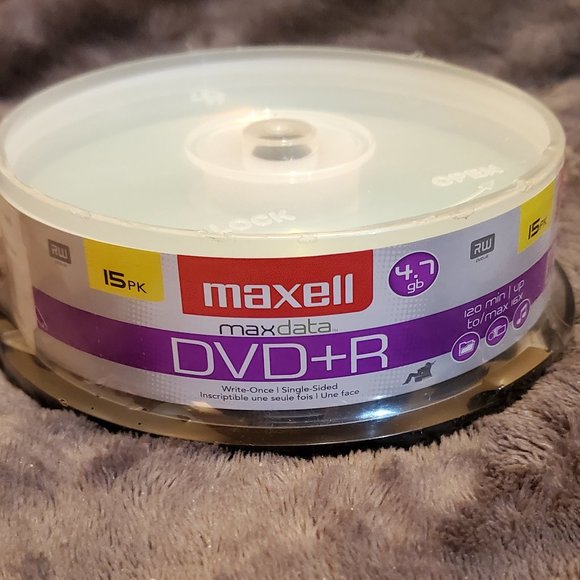 OPEN
LOCK
RW
15PK
maxell
maxdata
DVD+R
Write-Once | Single-Sided
Inscriptible une seule fois | Une face
4.7
gb
RW
15PK
120 min | up
to/max 16X